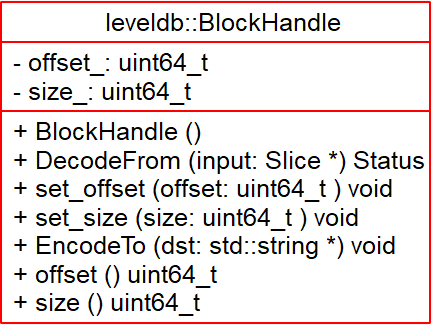 leveldb::BlockHandle
- offset_: uint64_t
- size_: uint64_t
+ BlockHandle ()
+ DecodeFrom (input: Slice *) Status
+ set_offset (offset: uint64_t ) void
+ set_size (size: uint64_t ) void
+ EncodeTo (dst: std::string *) void
+ offset () uint64_t
+ size () uint64_t